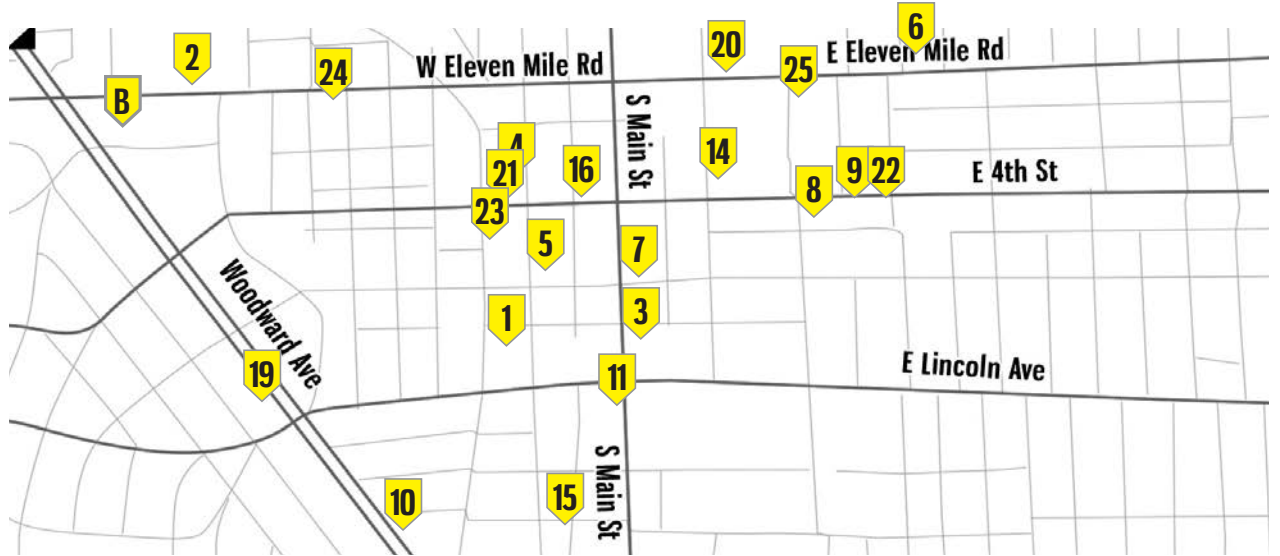 6
20
2
24
W Eleven Mile Rd
25
E Eleven Mile Rd
B
S Main St
4
21
16
14
9
22
E 4th St
8
23
5
7
1
3
Woodward Ave
19
11
E Lincoln Ave
10
15
S Main St